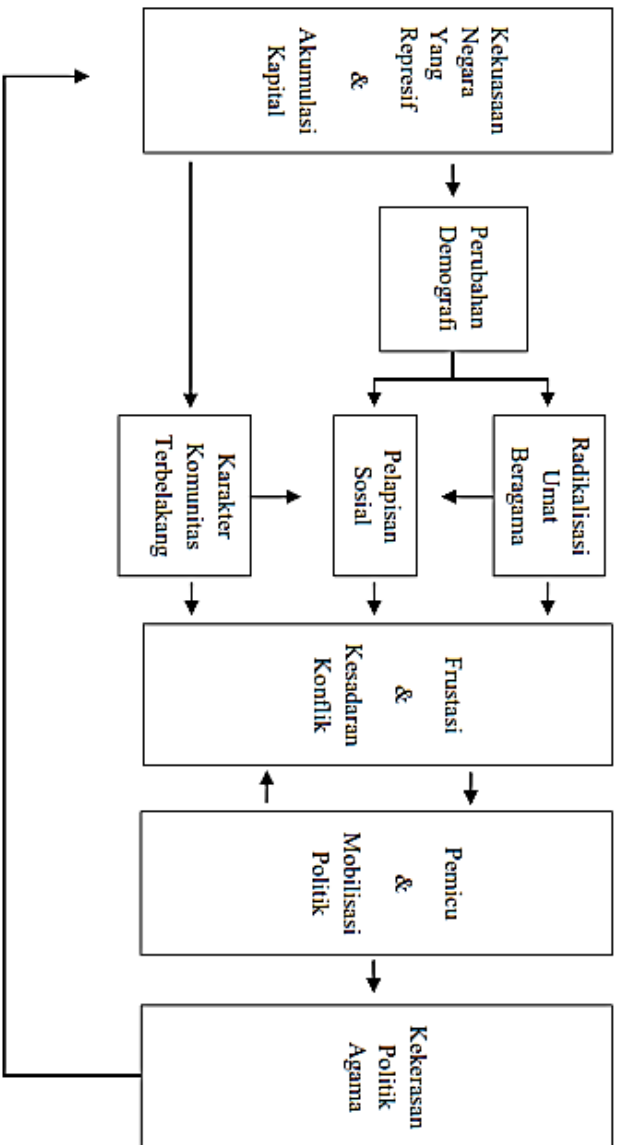 Kekuasaan
Negara
Yang
Represif
&
Akumulasi
Kapital
Perubahan
Demografi
Radikalisasi
Umat
Beragama
Pelapisan
Sosial
Karakter
Komunitas
Terbelakang
Frustasi
&
Kesadaran
Konflik
Pemicu
&
Mobilisasi
Politik
Kekerasan
Politik
Agama